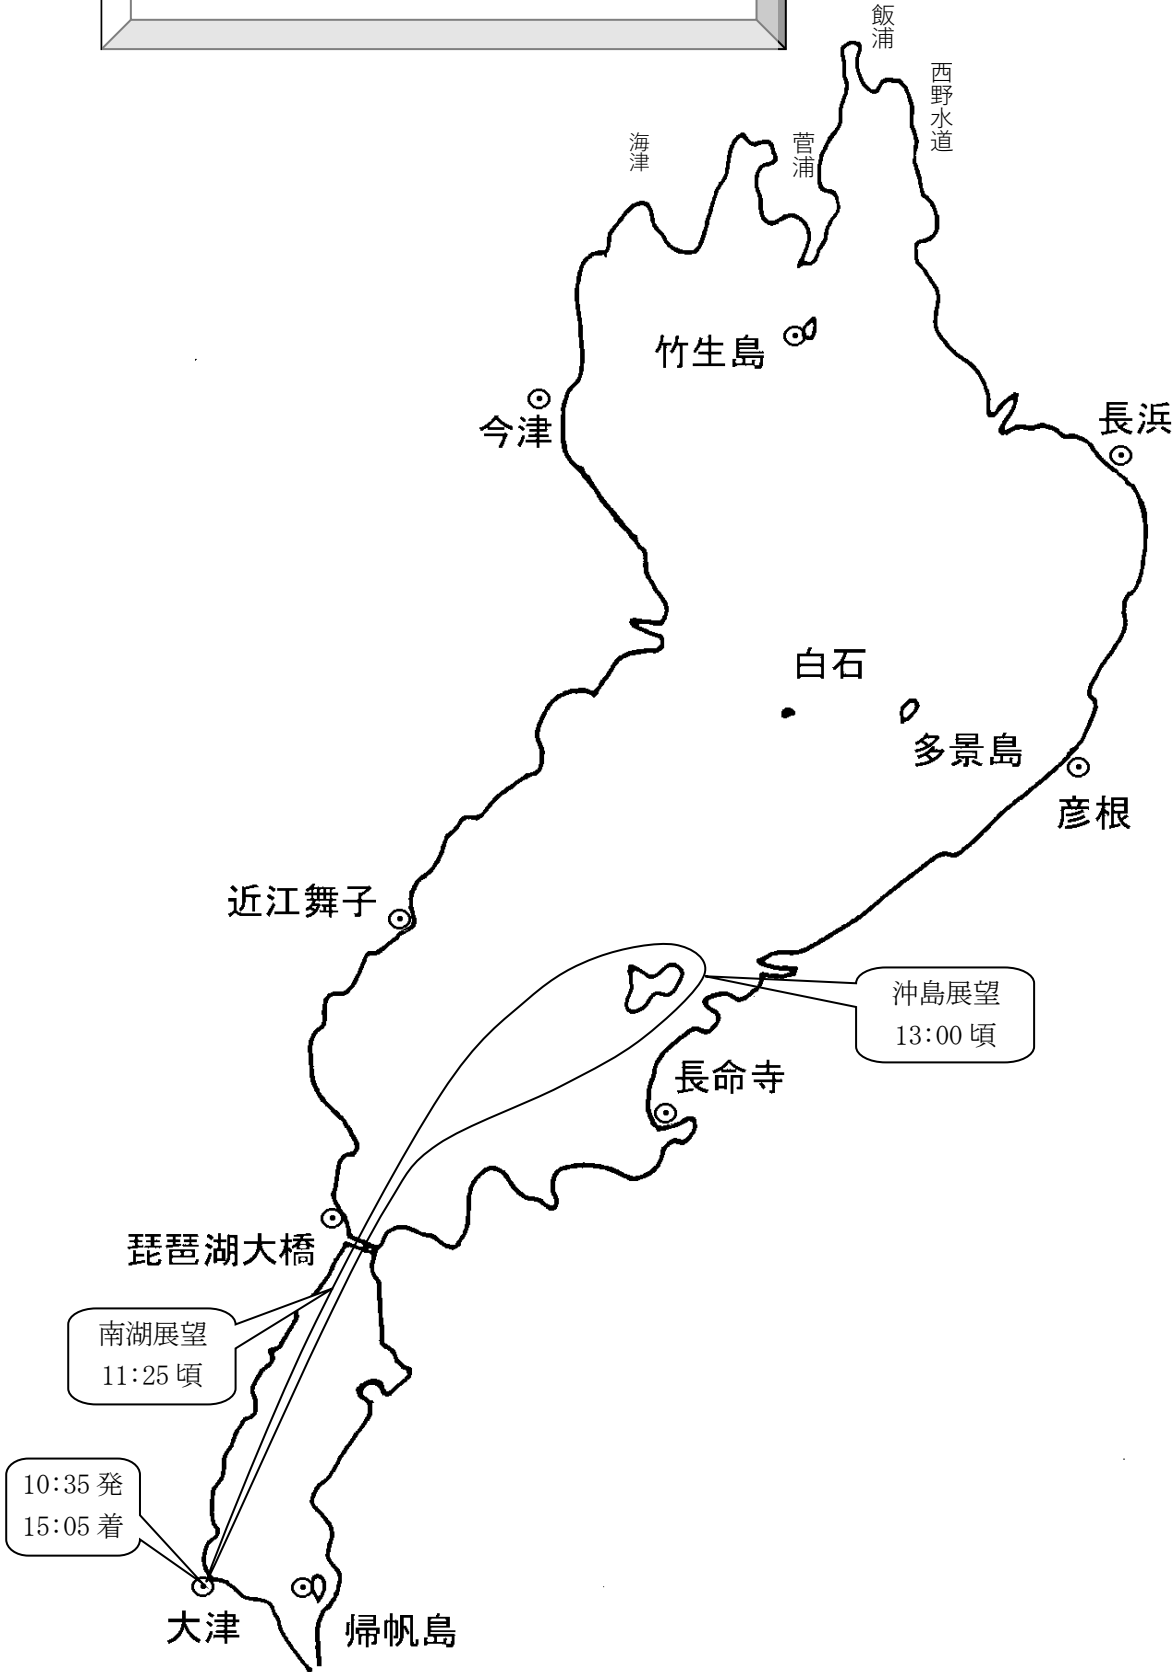 飯浦
西野水道
海津
菅浦
竹生島
今津
長浜
白石
多景島
彦根
近江舞子
沖島展望
13:00頃
長命寺
琵琶湖大橋
南湖展望
11:25頃
10:35発
15:05着
大津
帰帆島